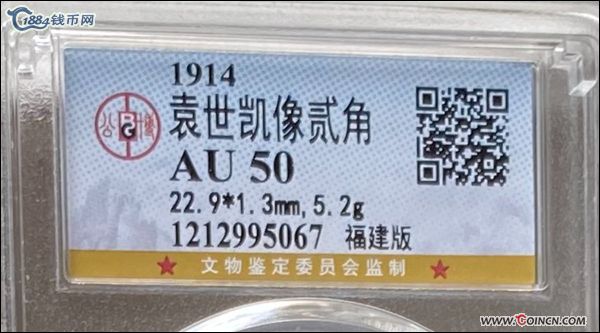 1884钱币网
1914
袁世凯像贰角
AU 50
22.9*1.3mm,5.2g
1212995067 福建版
文物鉴定委员会监制
WWW.COINCN.COM